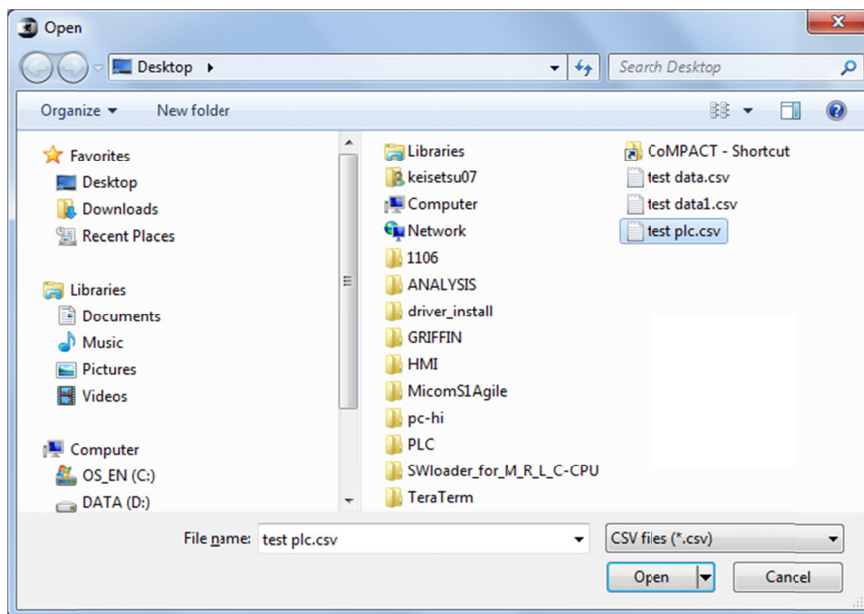 Open
Desktop
Search Desktop
Organize
New folder
Favorites
Desktop
Downloads
Recent Places
Libraries
Documents
Music
Pictures
Videos
Computer
OS_EN (C:)
DATA (D:)
Libraries
keisetsu07
Computer
Network
1106
ANALYSIS
driver_install
GRIFFIN
HMI
MicomS1Agile
pc-hi
PLC
SWloader_for_M_R_L_C-CPU
TeraTerm
CoMPACT - Shortcut
test data.csv
test data1.csv
test plc.csv
File name: test plc.csv
CSV files (*.csv)
Open
Cancel